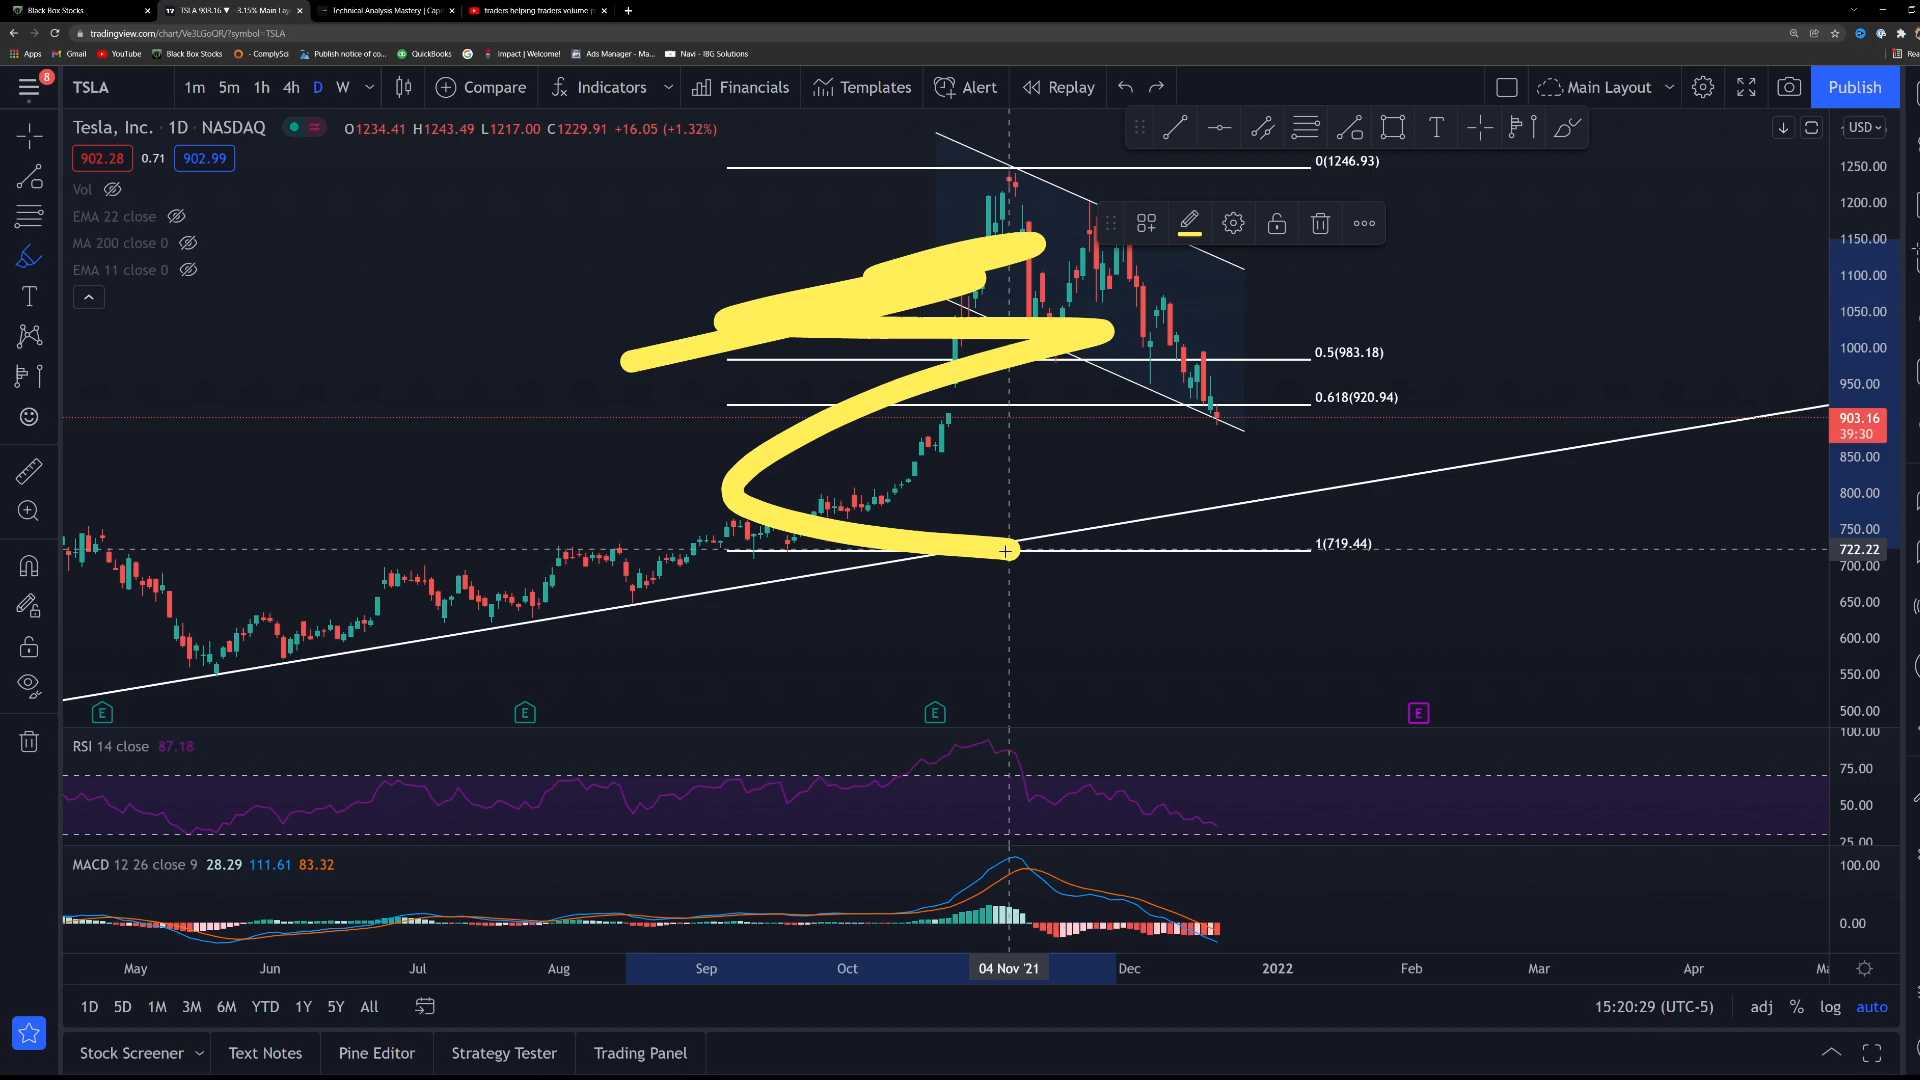 Black Box Stocks
TSLA 903.16 ▼ −3.15% Main Lay
Technical Analysis Mastery | Cap
traders helping traders volume p
tradingview.com/chart/Ve3LGoQR/?symbol=TSLA
Apps Gmail YouTube Black Box Stocks - ComplySci Publish notice of co... QuickBooks Impact | Welcome! Ads Manager - Ma... Navi - IBG Solutions Rea
8 TSLA 1m 5m 1h 4h D W Compare Indicators Financials Templates Alert Replay Main Layout Publish
Tesla, Inc. · 1D · NASDAQ O1234.41 H1243.49 L1217.00 C1229.91 +16.05 (+1.32%)
USD
902.28 0.71 902.99
Vol
EMA 22 close
MA 200 close 0
EMA 11 close 0
0(1246.93)
0.5(983.18)
0.618(920.94)
1(719.44)
1250.00
1200.00
1150.00
1100.00
1050.00
1000.00
950.00
903.16
39:30
850.00
800.00
750.00
722.22
700.00
650.00
600.00
550.00
500.00
E E E E
RSI 14 close 87.18
100.00
75.00
50.00
25.00
MACD 12 26 close 9 28.29 111.61 83.32
100.00
0.00
May Jun Jul Aug Sep Oct 04 Nov '21 Dec 2022 Feb Mar Apr Ma
1D 5D 1M 3M 6M YTD 1Y 5Y All 15:20:29 (UTC-5) adj % log auto
Stock Screener Text Notes Pine Editor Strategy Tester Trading Panel